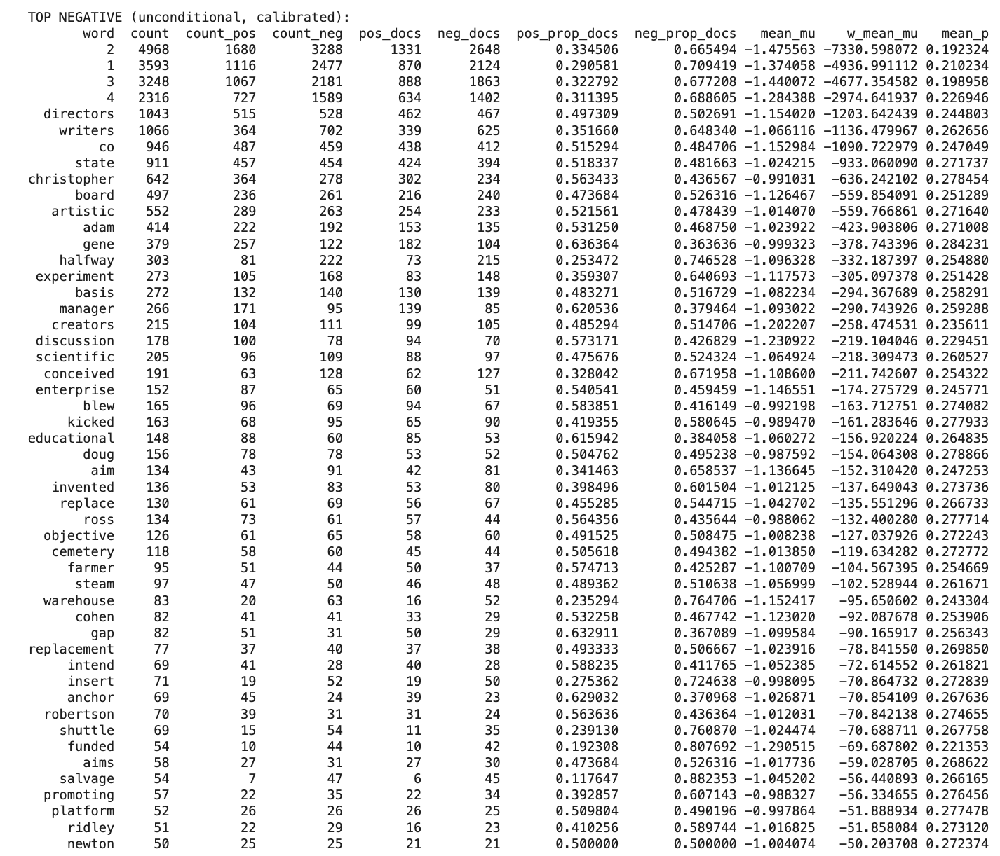 TOP NEGATIVE (unconditional, calibrated):
word count count_pos count_neg pos_docs neg_docs pos_prop_docs neg_prop_docs mean_mu w_mean_mu mean_p
2 4968 1680 3288 1331 2648 0.334506 0.665494 -1.475563 -7330.598072 0.192324
1 3593 1116 2477 870 2124 0.290581 0.709419 -1.374058 -4936.991112 0.210234
3 3248 1067 2181 888 1863 0.322792 0.677208 -1.440072 -4677.354582 0.198958
4 2316 727 1589 634 1402 0.311395 0.688605 -1.284388 -2974.641937 0.226946
directors 1043 515 528 462 467 0.497309 0.502691 -1.154020 -1203.642439 0.244803
writers 1066 364 702 339 625 0.351660 0.648340 -1.066116 -1136.479967 0.262656
co 946 487 459 438 412 0.515294 0.484706 -1.152984 -1090.722979 0.247049
state 911 457 454 424 394 0.518337 0.481663 -1.024215 -933.060090 0.271737
christopher 642 364 278 302 234 0.563433 0.436567 -0.991031 -636.242102 0.278454
board 497 236 261 216 240 0.473684 0.526316 -1.126467 -559.854091 0.251289
artistic 552 289 263 254 233 0.521561 0.478439 -1.014070 -559.766861 0.271640
adam 414 222 192 153 135 0.531250 0.468750 -1.023922 -423.903806 0.271008
gene 379 257 122 182 104 0.636364 0.363636 -0.999323 -378.743396 0.284231
halfway 303 81 222 73 215 0.253472 0.746528 -1.096328 -332.187397 0.254880
experiment 273 105 168 83 148 0.359307 0.640693 -1.117573 -305.097378 0.251428
basis 272 132 140 130 139 0.483271 0.516729 -1.082234 -294.367689 0.258291
manager 266 171 95 139 85 0.620536 0.379464 -1.093022 -290.743926 0.259288
creators 215 104 111 99 105 0.485294 0.514706 -1.202207 -258.474531 0.235611
discussion 178 100 78 94 70 0.573171 0.426829 -1.230922 -219.104046 0.229451
scientific 205 96 109 88 97 0.475676 0.524324 -1.064924 -218.309473 0.260527
conceived 191 63 128 62 127 0.328042 0.671958 -1.108600 -211.742607 0.254322
enterprise 152 87 65 60 51 0.540541 0.459459 -1.146551 -174.275729 0.245771
blew 165 96 69 94 67 0.583851 0.416149 -0.992198 -163.712751 0.274082
kicked 163 68 95 65 90 0.419355 0.580645 -0.989470 -161.283646 0.277933
educational 148 88 60 85 53 0.615942 0.384058 -1.060272 -156.920224 0.264835
doug 156 78 78 53 52 0.504762 0.495238 -0.987592 -154.064308 0.278866
aim 134 43 91 42 81 0.341463 0.658537 -1.136645 -152.310420 0.247253
invented 136 53 83 53 80 0.398496 0.601504 -1.012125 -137.649043 0.273736
replace 130 61 69 56 67 0.455285 0.544715 -1.042702 -135.551296 0.266733
ross 134 73 61 57 44 0.564356 0.435644 -0.988062 -132.400280 0.277714
objective 126 61 65 58 60 0.491525 0.508475 -1.008238 -127.037926 0.272243
cemetery 118 58 60 45 44 0.505618 0.494382 -1.013850 -119.634282 0.272772
farmer 95 51 44 50 37 0.574713 0.425287 -1.100709 -104.567395 0.254669
steam 97 47 50 46 48 0.489362 0.510638 -1.056999 -102.528944 0.261671
warehouse 83 20 63 16 52 0.235294 0.764706 -1.152417 -95.650602 0.243304
cohen 82 41 41 33 29 0.532258 0.467742 -1.123020 -92.087678 0.253906
gap 82 51 31 50 29 0.632911 0.367089 -1.099584 -90.165917 0.256343
replacement 77 37 40 37 38 0.493333 0.506667 -1.023916 -78.841550 0.269850
intend 69 41 28 40 28 0.588235 0.411765 -1.052385 -72.614552 0.261821
insert 71 19 52 19 50 0.275362 0.724638 -0.998095 -70.864732 0.272839
anchor 69 45 24 39 23 0.629032 0.370968 -1.026871 -70.854109 0.267636
robertson 70 39 31 31 24 0.563636 0.436364 -1.012031 -70.842138 0.274655
shuttle 69 15 54 11 35 0.239130 0.760870 -1.024474 -70.688711 0.267758
funded 54 10 44 10 42 0.192308 0.807692 -1.290515 -69.687802 0.221353
aims 58 27 31 27 30 0.473684 0.526316 -1.017736 -59.028705 0.268622
salvage 54 7 47 6 45 0.117647 0.882353 -1.045202 -56.440893 0.266165
promoting 57 22 35 22 34 0.392857 0.607143 -0.988327 -56.334655 0.276456
platform 52 26 26 26 25 0.509804 0.490196 -0.997864 -51.888934 0.277478
ridley 51 22 29 16 23 0.410256 0.589744 -1.016825 -51.858084 0.273120
newton 50 25 25 21 21 0.500000 0.500000 -1.004074 -50.203708 0.272374